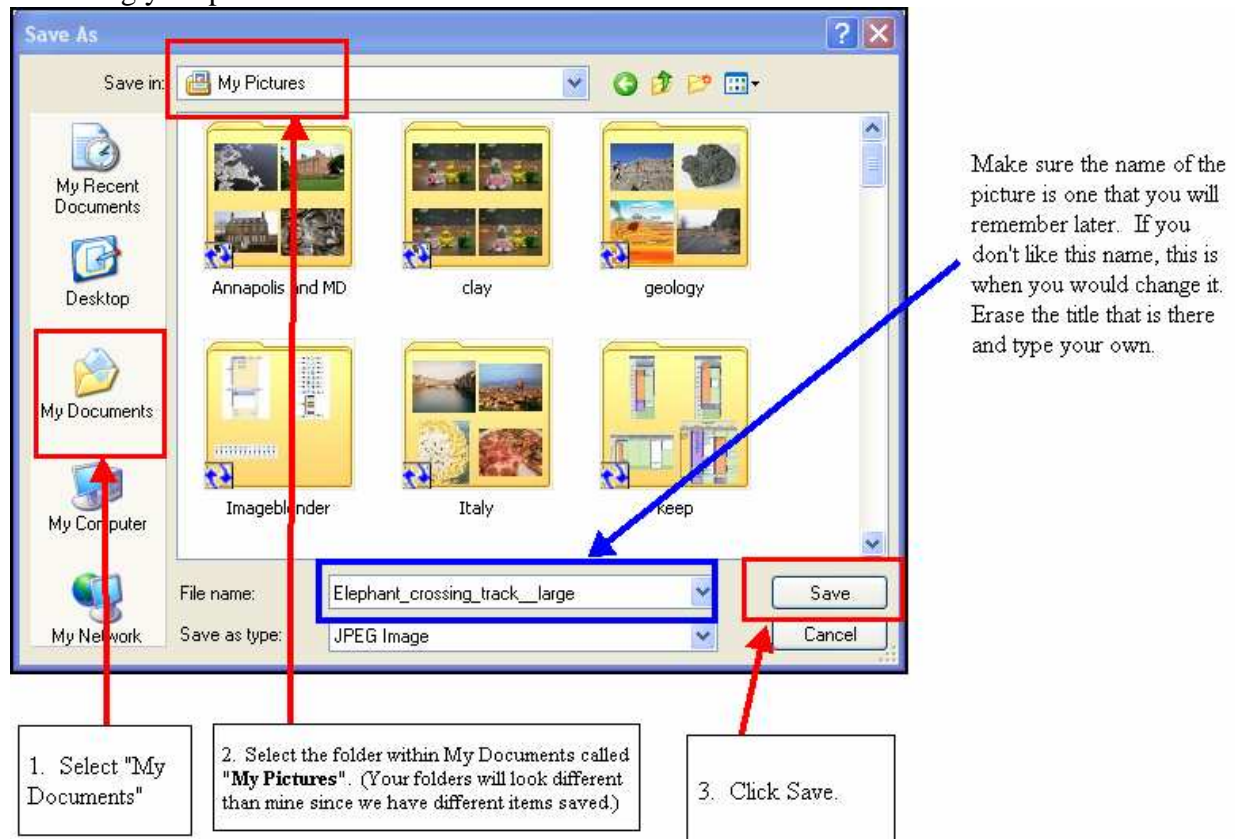 Save As
Save in:
My Pictures
My Recent
Documents
Desktop
My Documents
My Computer
My Network
Annapolis and MD
clay
geology
Imageblender
Italy
keep
File name:
Elephant_crossing_track__large
Save
Save as type:
JPEG Image
Cancel
Make sure the name of the
picture is one that you will
remember later. If you
don't like this name, this is
when you would change it.
Erase the title that is there
and type your own.
1. Select "My
Documents"
2. Select the folder within My Documents called
"My Pictures". (Your folders will look different
than mine since we have different items saved.)
3. Click Save.